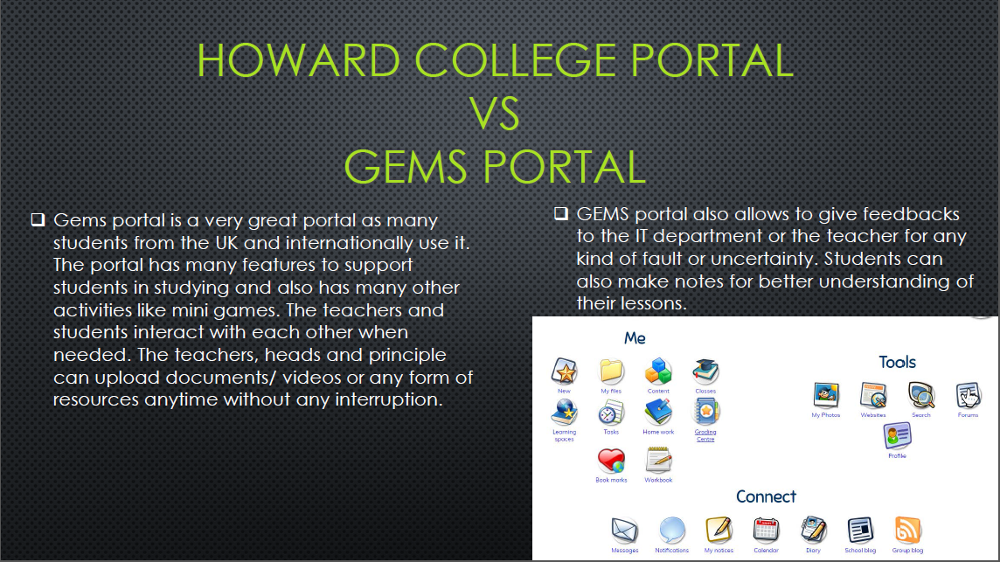 HOWARD COLLEGE PORTAL
VS
GEMS PORTAL
Gems portal is a very great portal as many
students from the UK and internationally use it.
The portal has many features to support
students in studying and also has many other
activities like mini games. The teachers and
students interact with each other when
needed. The teachers, heads and principle
can upload documents/ videos or any form of
resources anytime without any interruption.
GEMS portal also allows to give feedbacks
to the IT department or the teacher for any
kind of fault or uncertainty. Students can
also make notes for better understanding of
their lessons.
Me
New My files Content Classes
Learning spaces Tasks Home work Grading Centre
Book marks Workbook
Tools
My Photos Websites Search Forums
Profile
Connect
Messages Notifications My notices Calendar Diary School blog Group blog